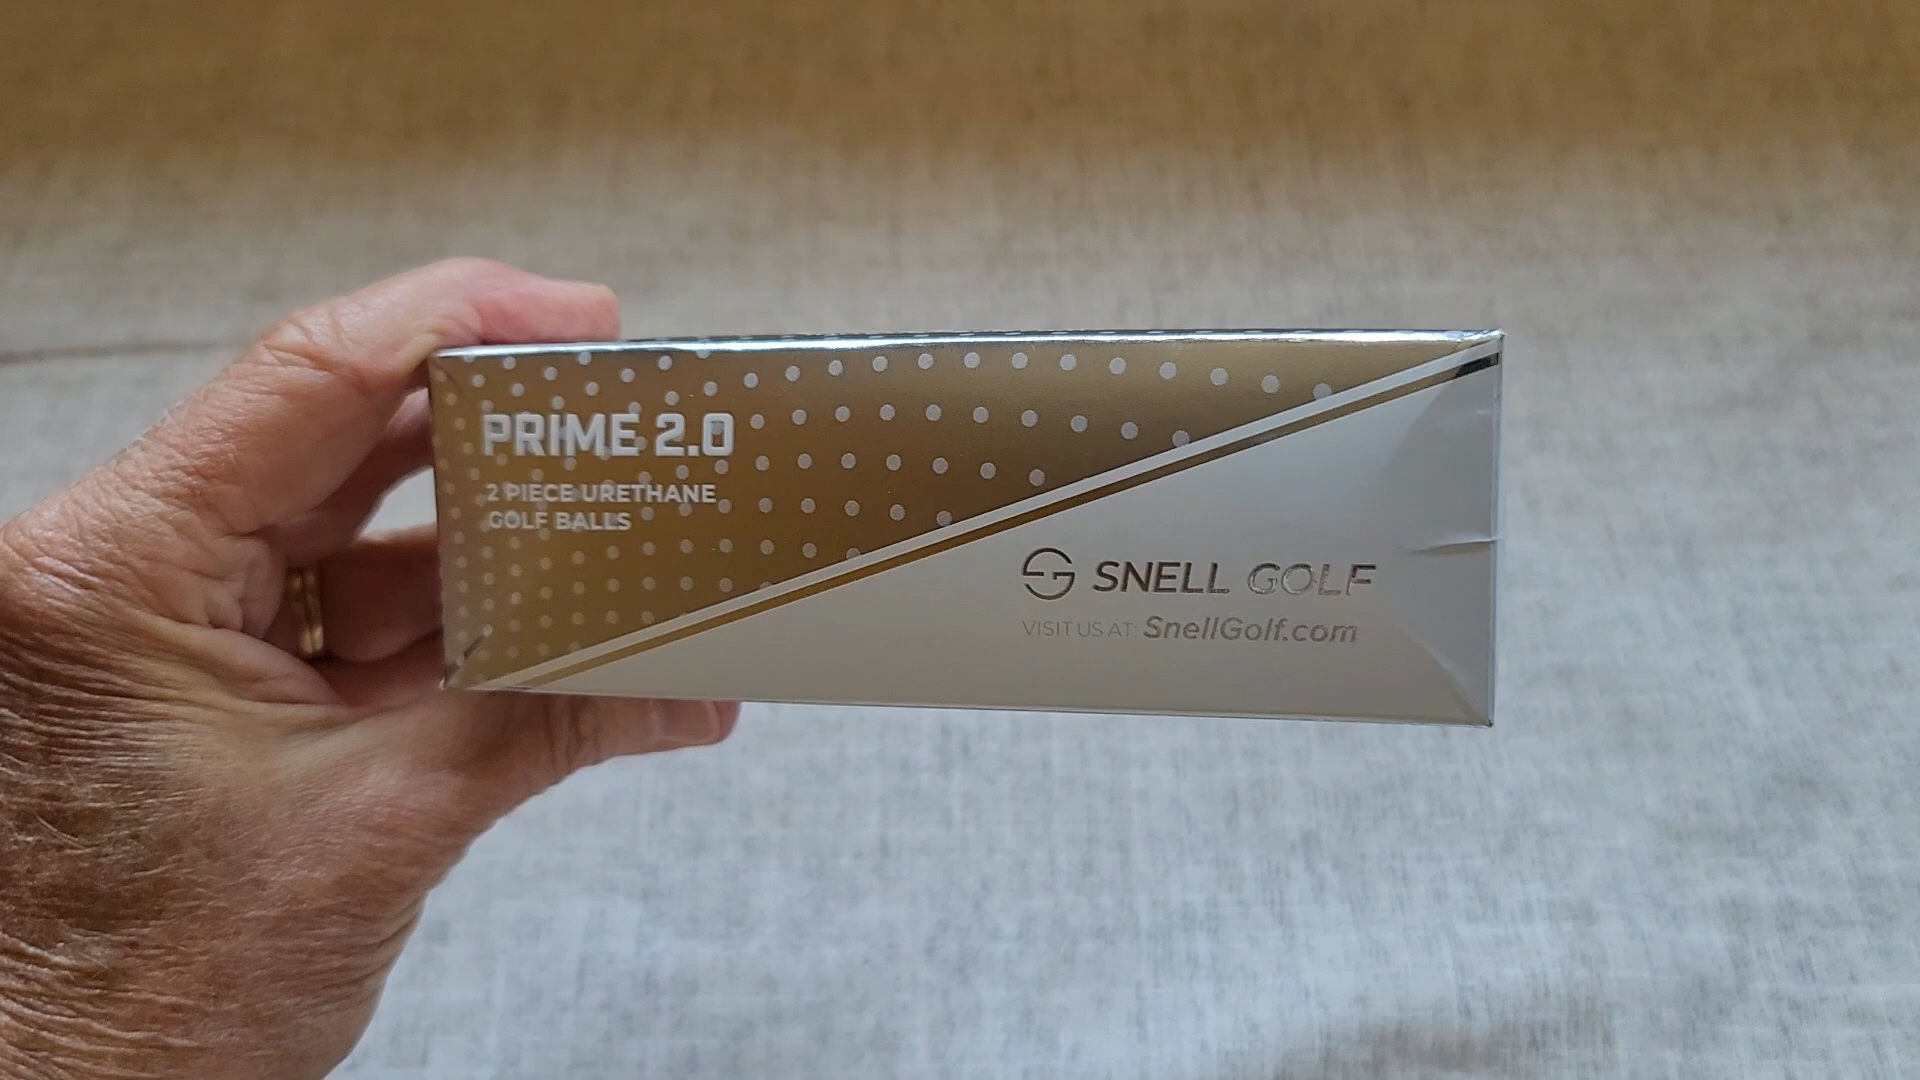 PRIME 2.0
2 PIECE URETHANE
GOLF BALLS
SNELL GOLF
VISIT US AT: SnellGolf.com